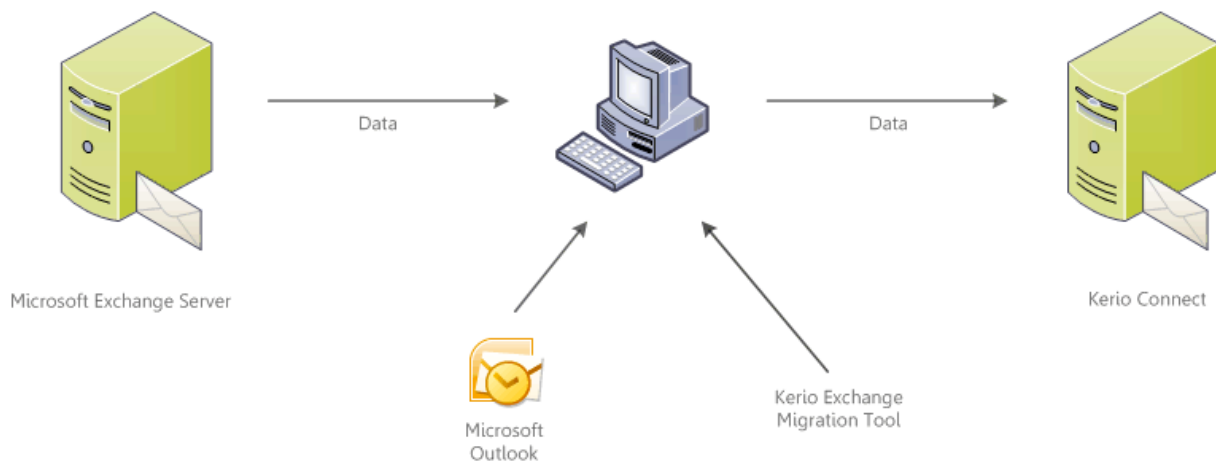 Data
Data
Microsoft Exchange Server
Kerio Connect
Microsoft
Outlook
Kerio Exchange
Migration Tool